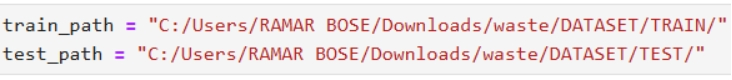 train_path = "C:/Users/RAMAR BOSE/Downloads/waste/DATASET/TRAIN/"
test_path = "C:/Users/RAMAR BOSE/Downloads/waste/DATASET/TEST/"